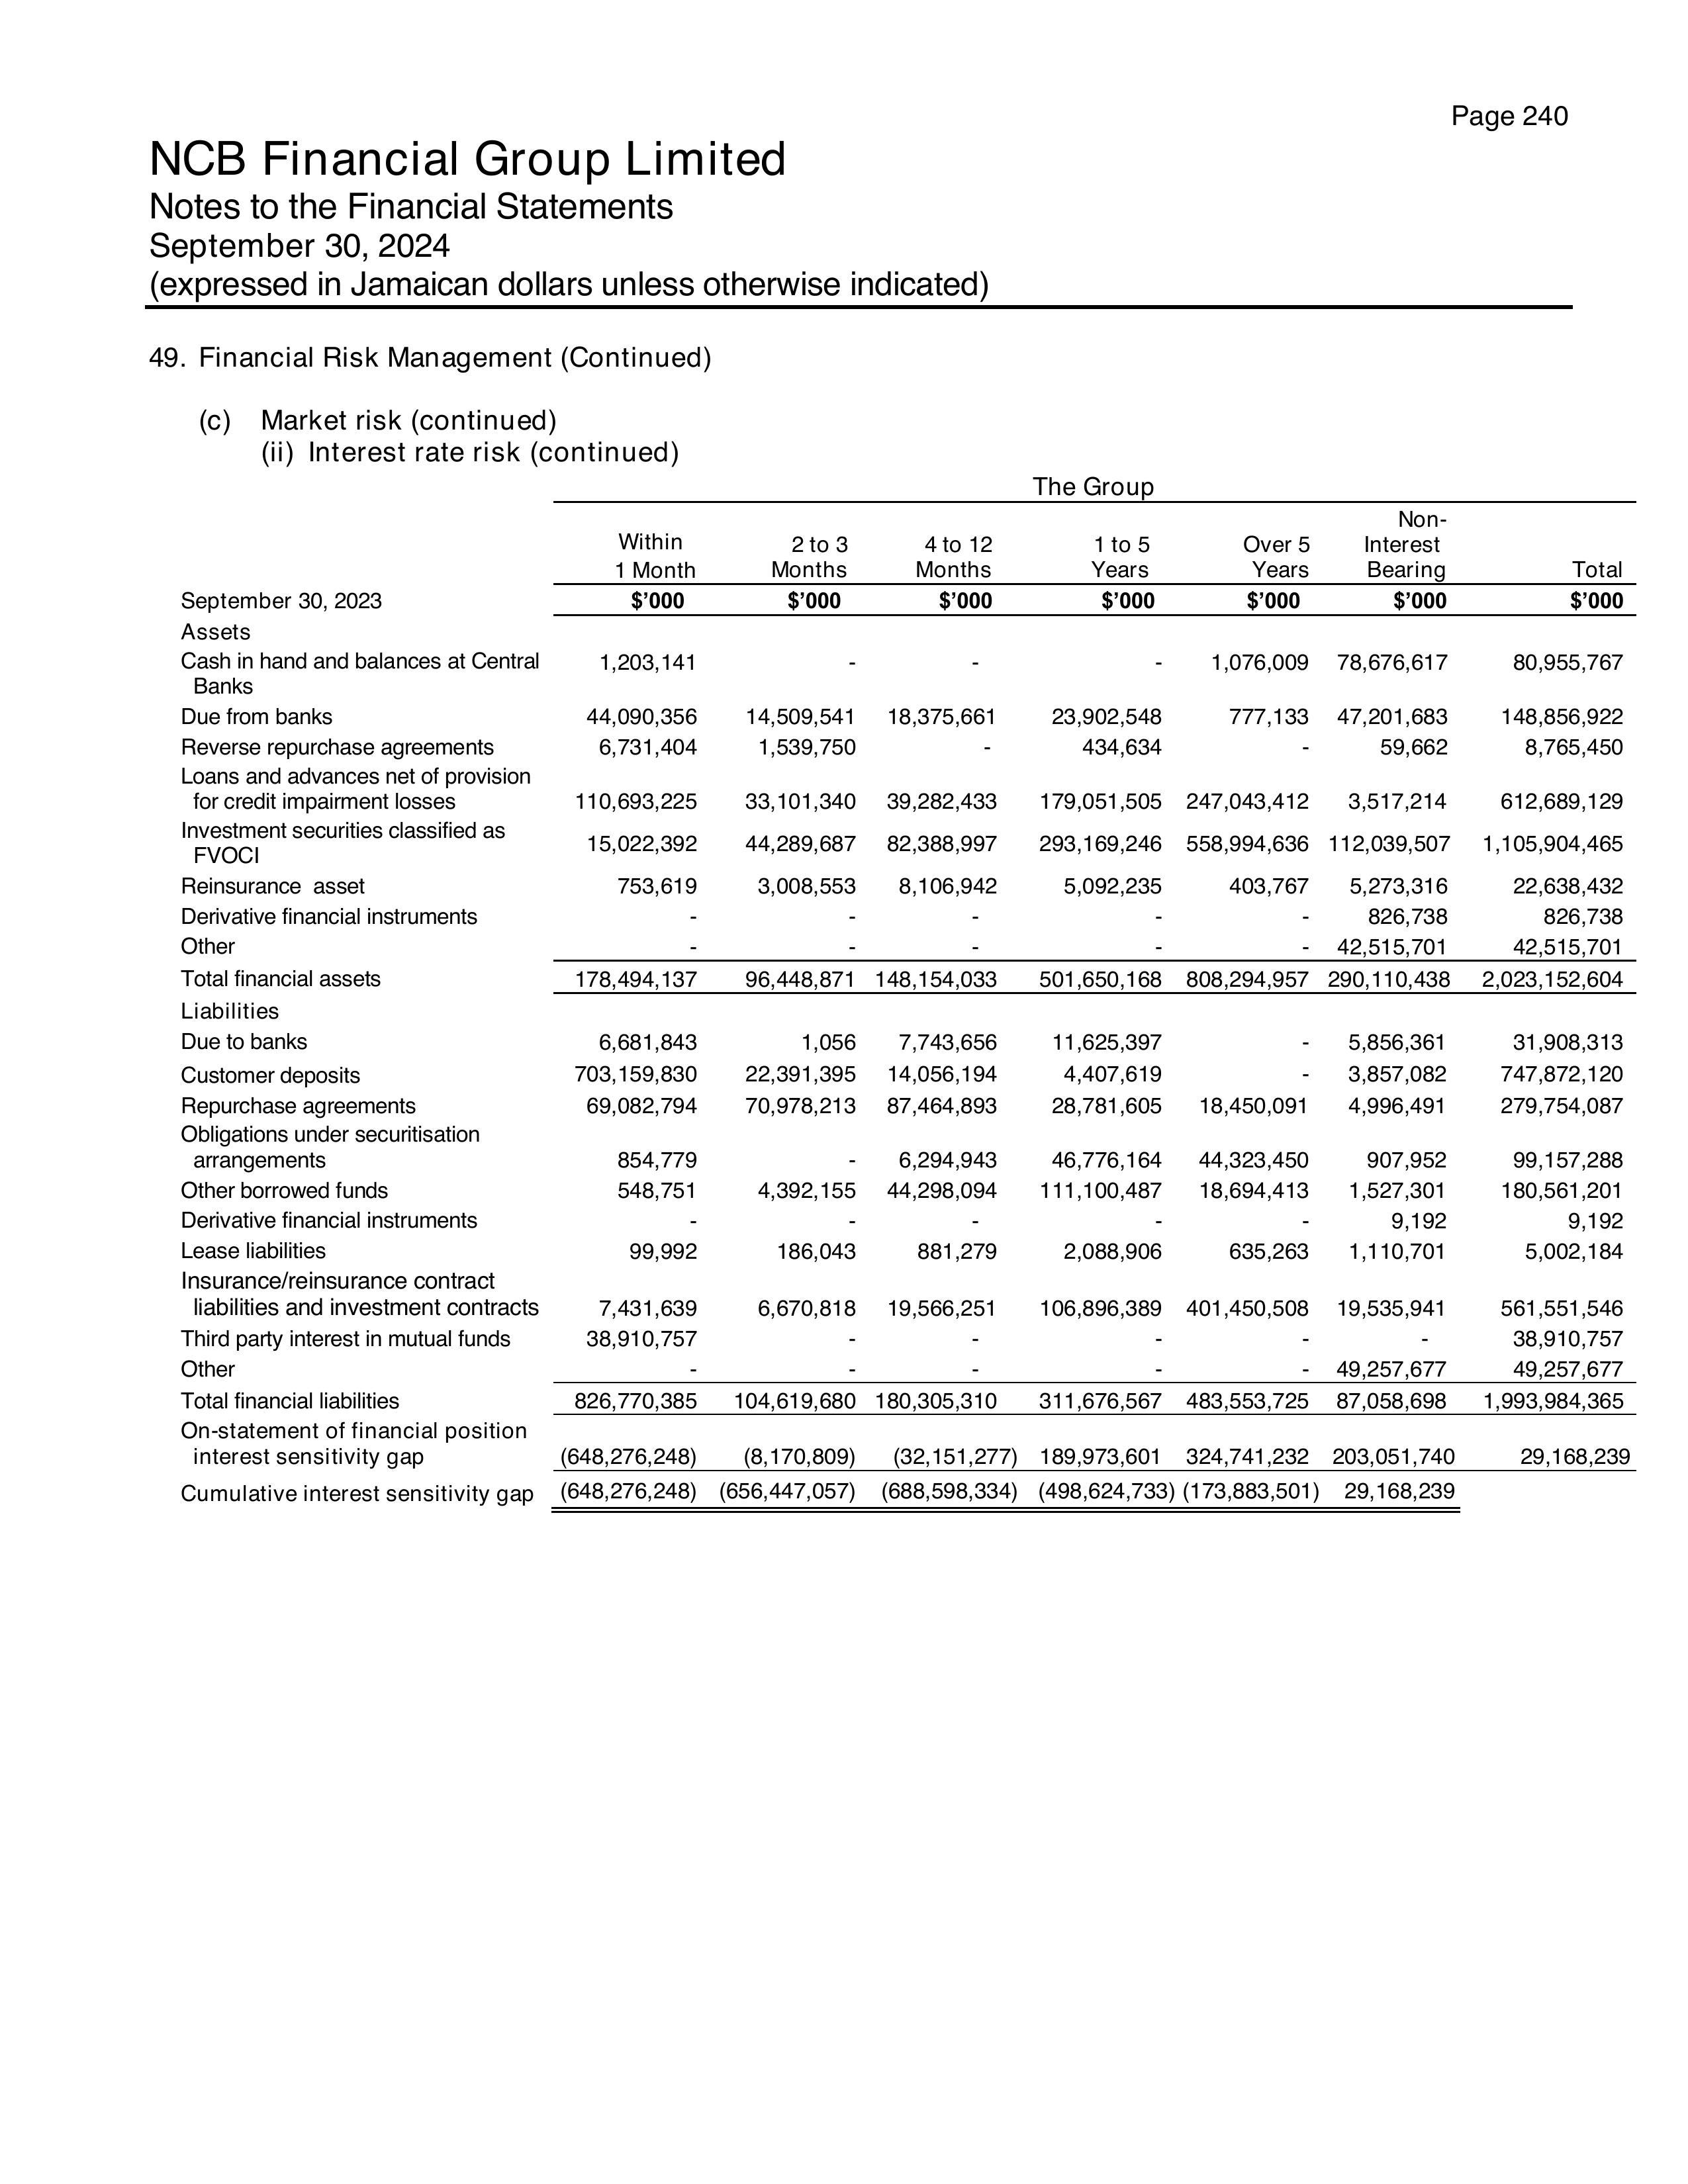 Page 240
NCB Financial Group Limited
Notes to the Financial Statements
September 30, 2024
(expressed in Jamaican dollars unless otherwise indicated)
49. Financial Risk Management (Continued)
(c) Market risk (continued)
(ii) Interest rate risk (continued)
The Group
Within 1 Month 2 to 3 Months 4 to 12 Months 1 to 5 Years Over 5 Years Non-Interest Bearing Total
September 30, 2023 $’000 $’000 $’000 $’000 $’000 $’000 $’000
Assets
Cash in hand and balances at Central 1,203,141 - - - 1,076,009 78,676,617 80,955,767
Banks
Due from banks 44,090,356 14,509,541 18,375,661 23,902,548 777,133 47,201,683 148,856,922
Reverse repurchase agreements 6,731,404 1,539,750 - 434,634 - 59,662 8,765,450
Loans and advances net of provision
for credit impairment losses 110,693,225 33,101,340 39,282,433 179,051,505 247,043,412 3,517,214 612,689,129
Investment securities classified as
FVOCI 15,022,392 44,289,687 82,388,997 293,169,246 558,994,636 112,039,507 1,105,904,465
Reinsurance asset 753,619 3,008,553 8,106,942 5,092,235 403,767 5,273,316 22,638,432
Derivative financial instruments - - - - - 826,738 826,738
Other - - - - - 42,515,701 42,515,701
Total financial assets 178,494,137 96,448,871 148,154,033 501,650,168 808,294,957 290,110,438 2,023,152,604
Liabilities
Due to banks 6,681,843 1,056 7,743,656 11,625,397 - 5,856,361 31,908,313
Customer deposits 703,159,830 22,391,395 14,056,194 4,407,619 - 3,857,082 747,872,120
Repurchase agreements 69,082,794 70,978,213 87,464,893 28,781,605 18,450,091 4,996,491 279,754,087
Obligations under securitisation
arrangements 854,779 - 6,294,943 46,776,164 44,323,450 907,952 99,157,288
Other borrowed funds 548,751 4,392,155 44,298,094 111,100,487 18,694,413 1,527,301 180,561,201
Derivative financial instruments - - - - - 9,192 9,192
Lease liabilities 99,992 186,043 881,279 2,088,906 635,263 1,110,701 5,002,184
Insurance/reinsurance contract
liabilities and investment contracts 7,431,639 6,670,818 19,566,251 106,896,389 401,450,508 19,535,941 561,551,546
Third party interest in mutual funds 38,910,757 - - - - - 38,910,757
Other - - - - - 49,257,677 49,257,677
Total financial liabilities 826,770,385 104,619,680 180,305,310 311,676,567 483,553,725 87,058,698 1,993,984,365
On-statement of financial position
interest sensitivity gap (648,276,248) (8,170,809) (32,151,277) 189,973,601 324,741,232 203,051,740 29,168,239
Cumulative interest sensitivity gap (648,276,248) (656,447,057) (688,598,334) (498,624,733) (173,883,501) 29,168,239